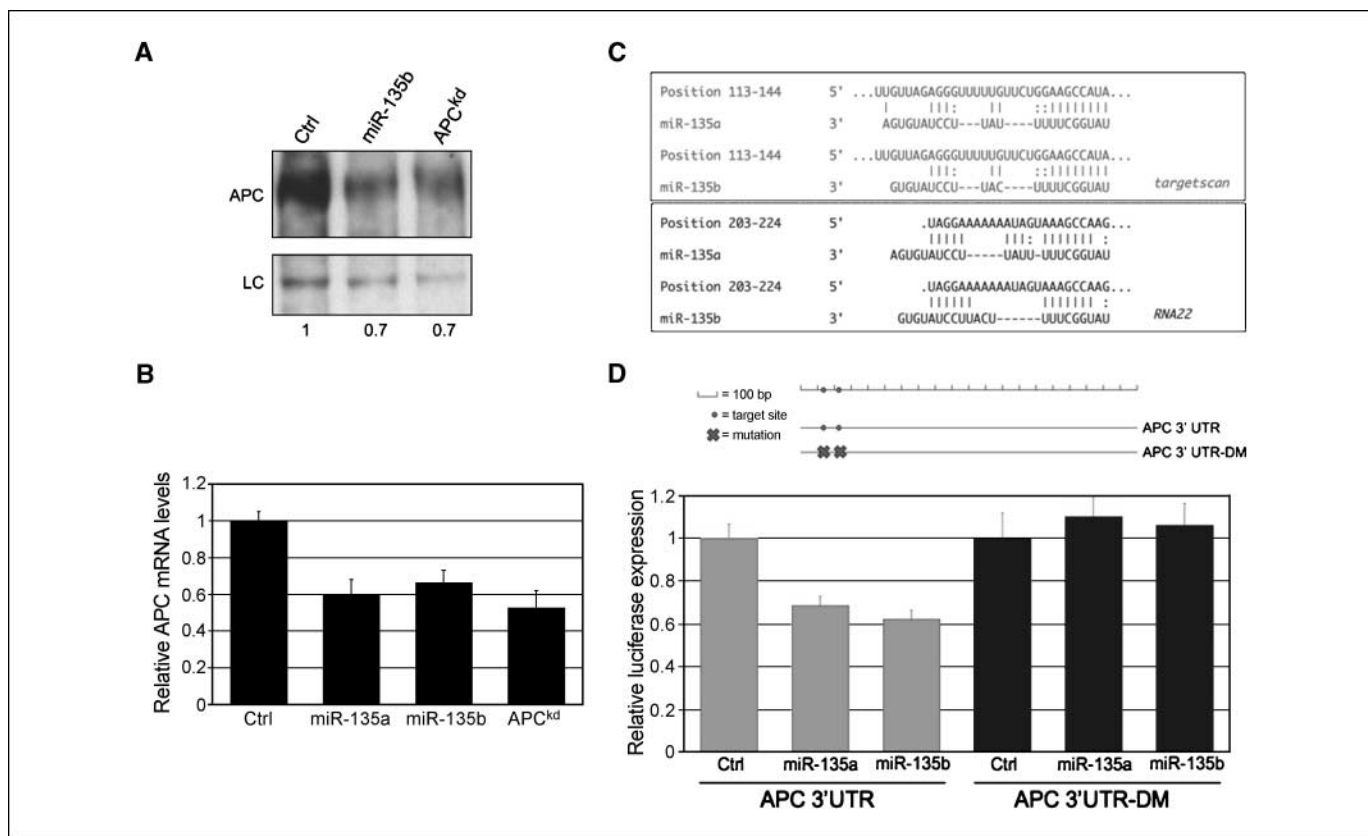 A
Ctrl
miR-135b
APCkd
APC
LC
1 0.7 0.7
B
Relative APC mRNA levels
1.2
1
0.8
0.6
0.4
0.2
0
Ctrl miR-135a miR-135b APCkd
C
Position 113-144 5' ...UUGUUAGAGGGUUUUUGUUCUGGAAGCCAUA...
miR-135a 3' AGUGUAUCCU---UAU----UUUUCGGUAU
Position 113-144 5' ...UUGUUAGAGGGUUUUUGUUCUGGAAGCCAUA...
miR-135b 3' GUGUAUCCU---UAC----UUUUCGGUAU
targetscan
Position 203-224 5' .UAGGAAAAAAAUAGUAAAGCCAAG...
miR-135a 3' AGUGUAUCCU-----UAUU-UUUCGGUAU
Position 203-224 5' .UAGGAAAAAAAUAGUAAAGCCAAG...
miR-135b 3' GUGUAUCCUUACU------UUUCGGUAU
RNA22
D
= 100 bp
= target site
= mutation
APC 3' UTR
APC 3' UTR-DM
Relative luciferase expression
1.2
1
0.8
0.6
0.4
0.2
0
Ctrl miR-135a miR-135b Ctrl miR-135a miR-135b
APC 3'UTR APC 3'UTR-DM